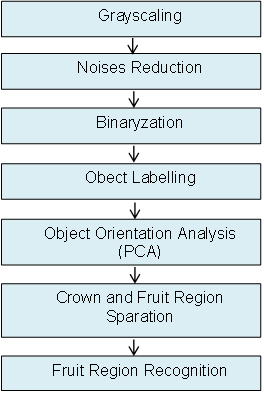 Grayscaling
Noises Reduction
Binaryzation
Obect Labelling
Object Orientation Analysis
(PCA)
Crown and Fruit Region
Sparation
Fruit Region Recognition